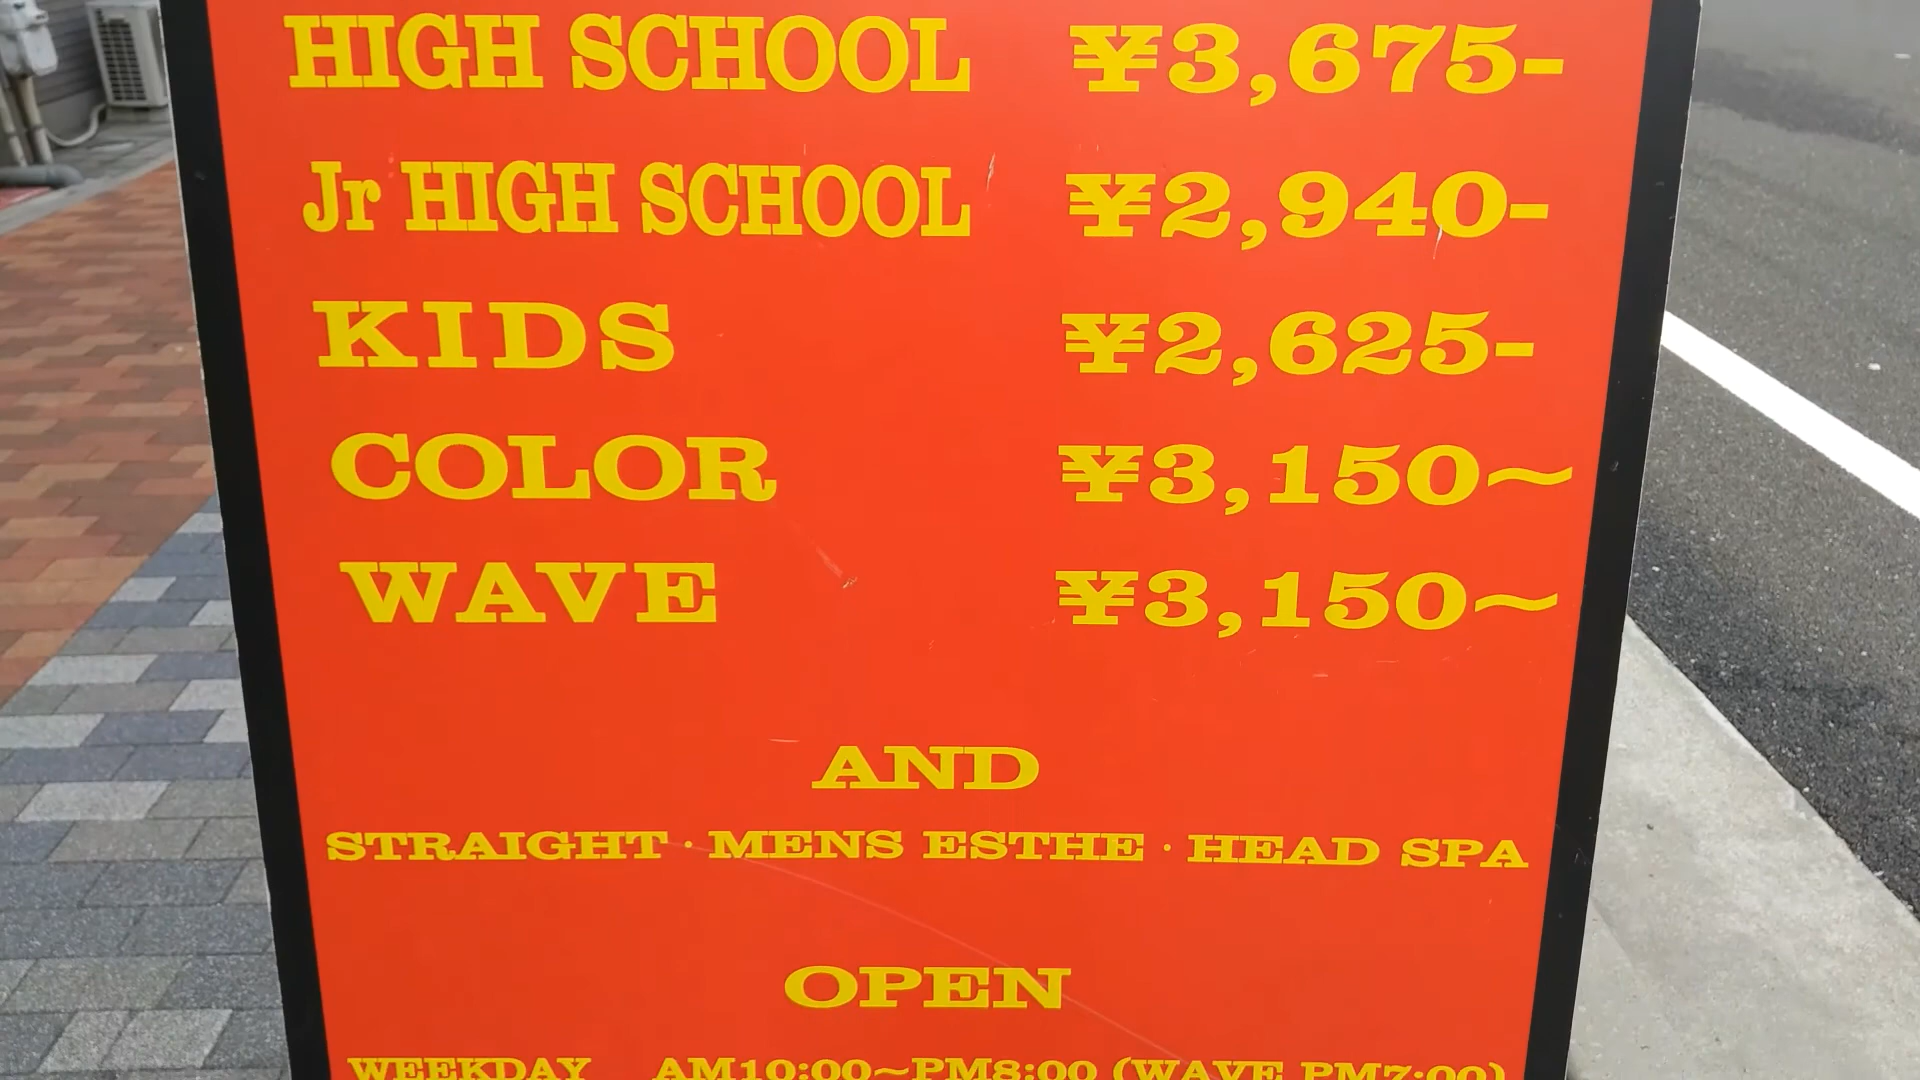 HIGH SCHOOL ¥3,675-
Jr HIGH SCHOOL ¥2,940-
KIDS ¥2,625-
COLOR ¥3,150~
WAVE ¥3,150~
AND
STRAIGHT・MENS ESTHE・HEAD SPA
OPEN
WEEKDAY AM10:00~PM8:00 (WAVE PM7:00)